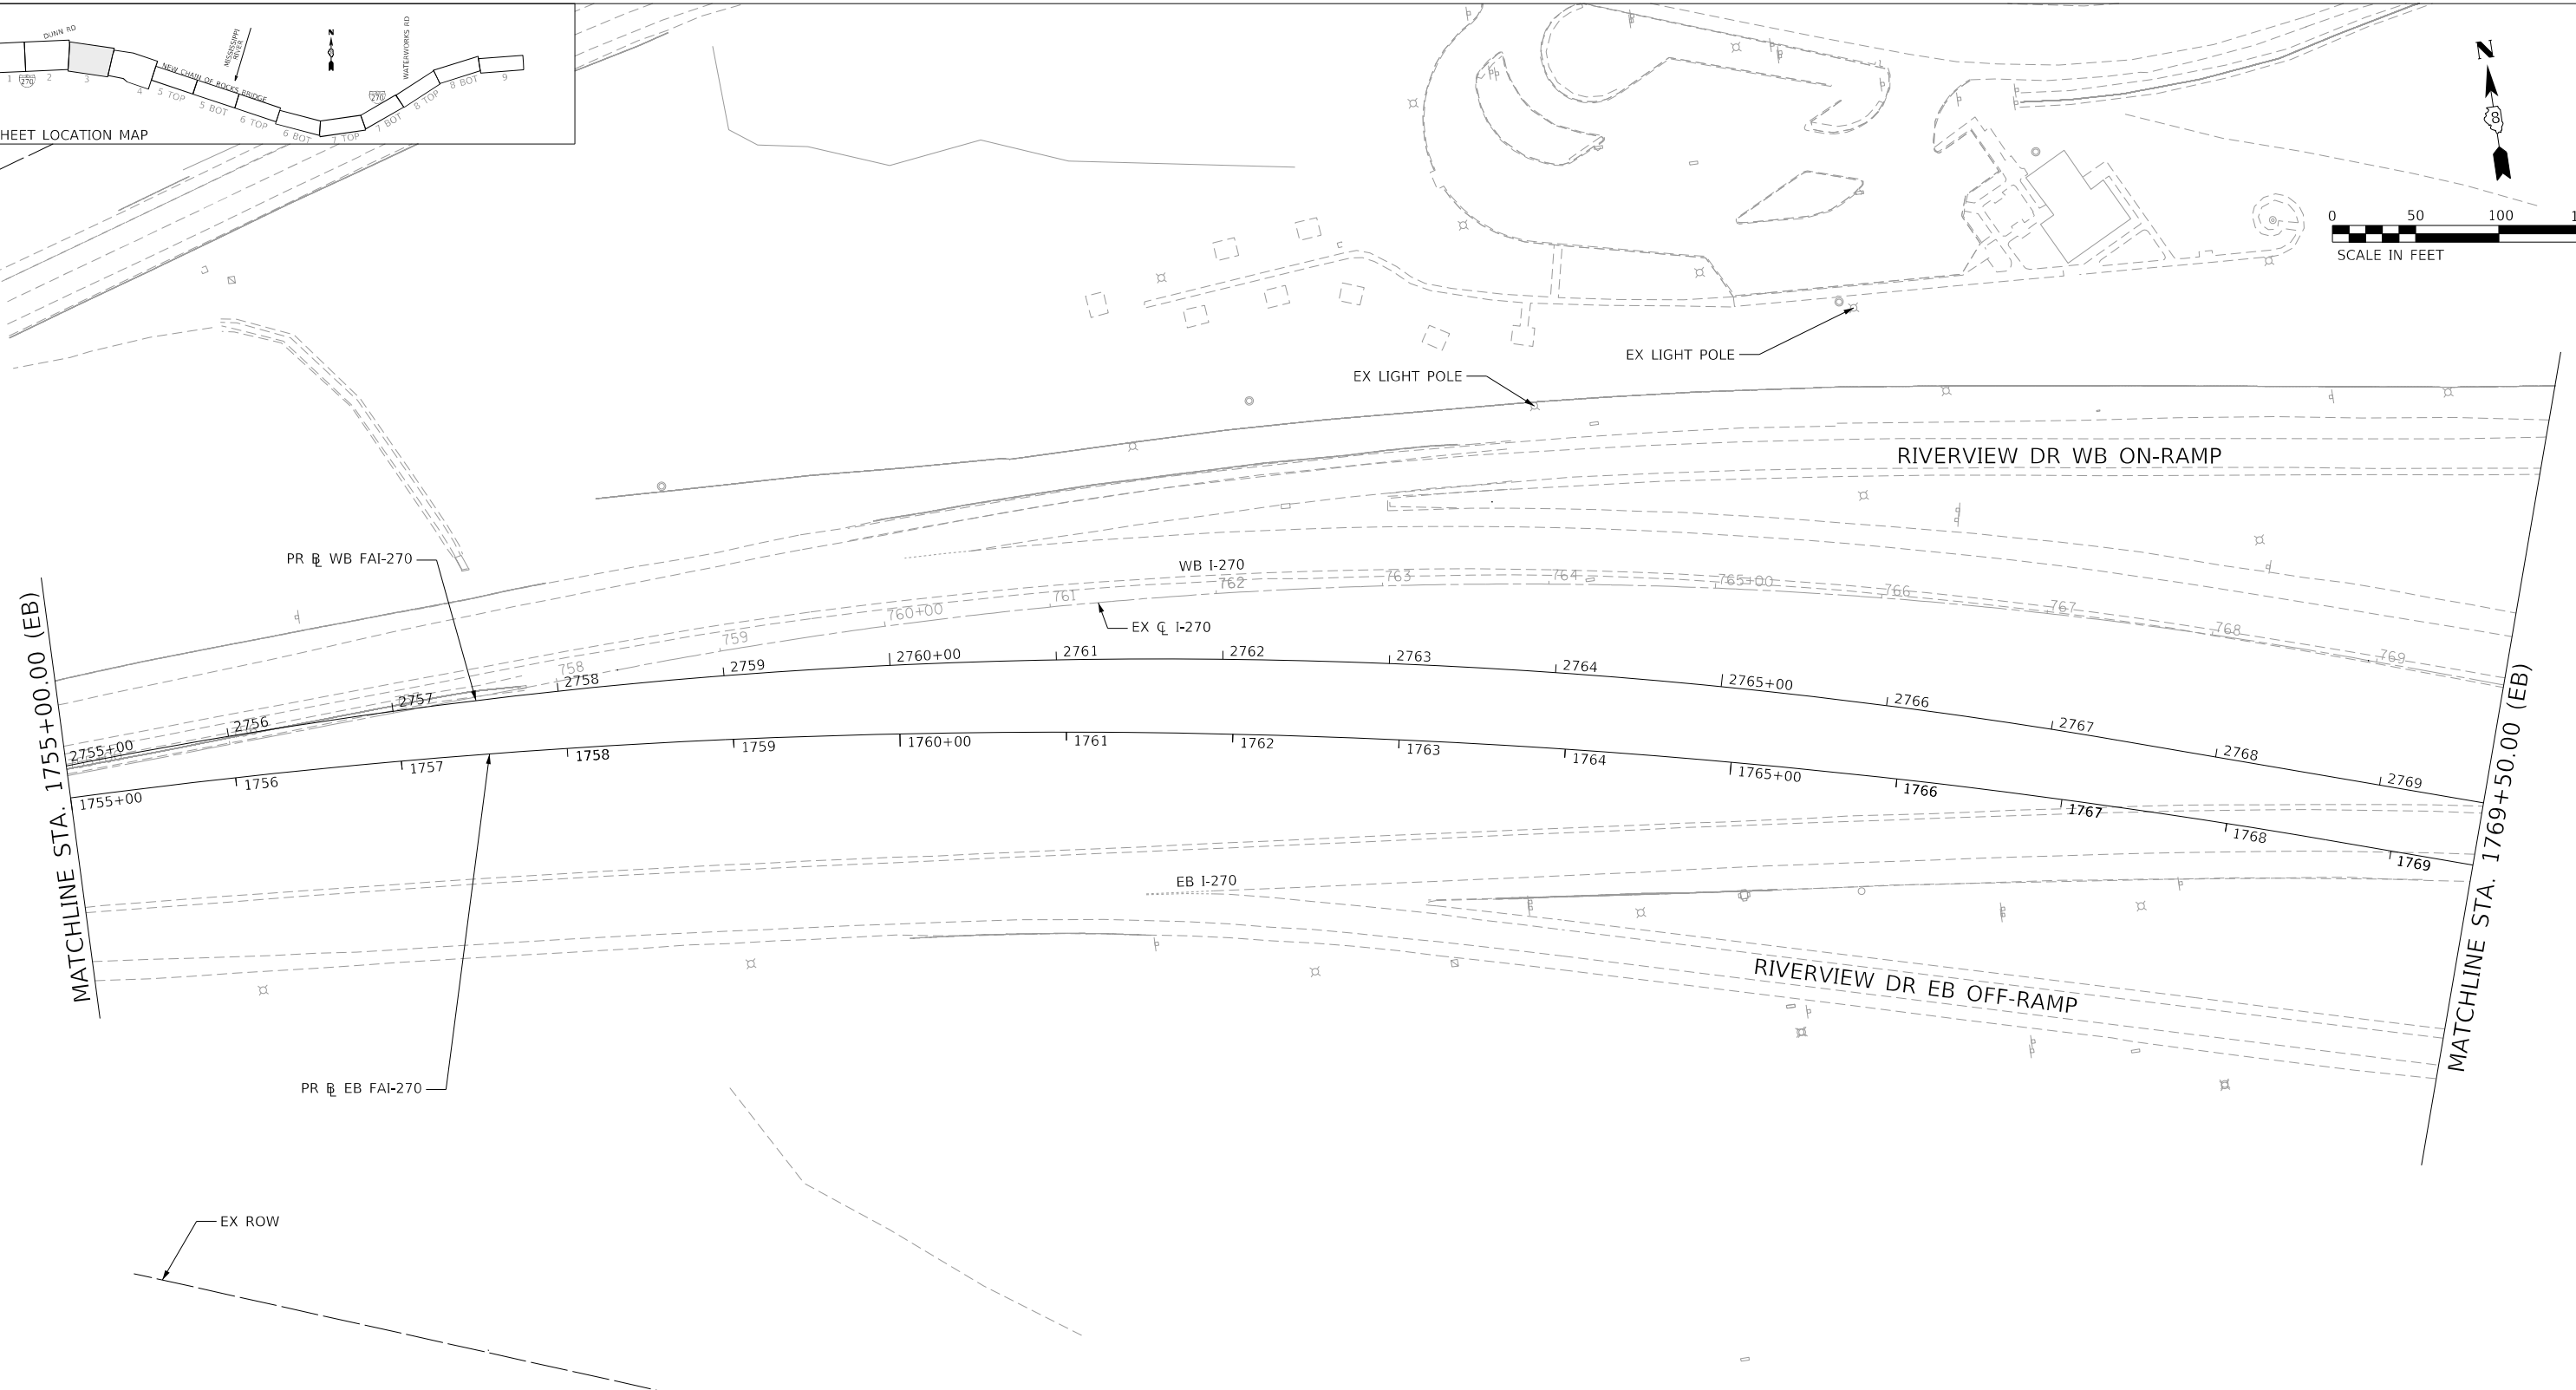 DUNN RD
MISSISSIPPI
RIVER
N
WATERWORKS RD
NEW CHAIN OF ROCKS BRIDGE
1
270
2
3
4
5 TOP
5 BOT
6 TOP
6 BOT
7 TOP
7 BOT
270
8 TOP
8 BOT
9
HEET LOCATION MAP
N
8
0 50 100 1
SCALE IN FEET
EX LIGHT POLE
EX LIGHT POLE
RIVERVIEW DR WB ON-RAMP
PR BL WB FAI-270
WB I-270
758
759
760+00
761
762
763
764
765+00
766
767
768
769
EX CL I-270
2755+00
2756
2757
2758
2759
2760+00
2761
2762
2763
2764
2765+00
2766
2767
2768
2769
1755+00
1756
1757
1758
1759
1760+00
1761
1762
1763
1764
1765+00
1766
1767
1768
1769
MATCHLINE STA. 1755+00.00 (EB)
MATCHLINE STA. 1769+50.00 (EB)
EB I-270
RIVERVIEW DR EB OFF-RAMP
PR BL EB FAI-270
EX ROW